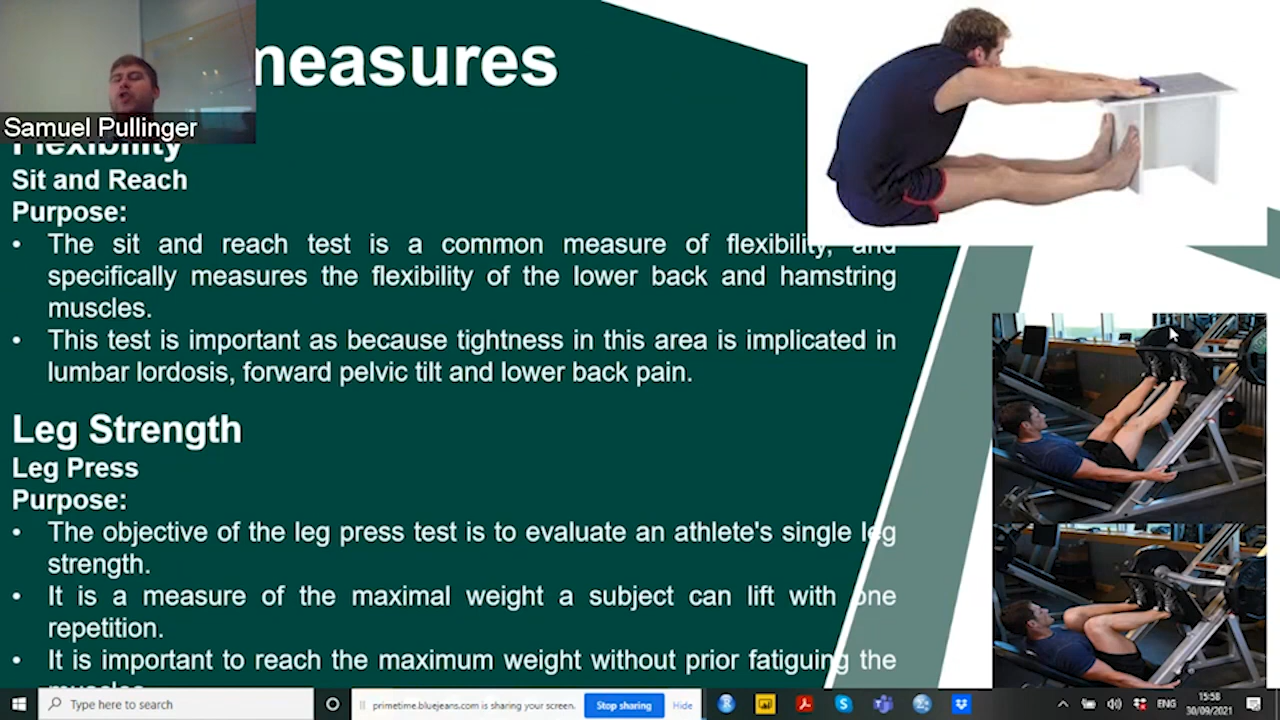 measures
Samuel Pullinger
Flexibility
Sit and Reach
Purpose:
• The sit and reach test is a common measure of flexibility, and
specifically measures the flexibility of the lower back and hamstring
muscles.
• This test is important as because tightness in this area is implicated in
lumbar lordosis, forward pelvic tilt and lower back pain.
Leg Strength
Leg Press
Purpose:
• The objective of the leg press test is to evaluate an athlete's single leg
strength.
• It is a measure of the maximal weight a subject can lift with one
repetition.
• It is important to reach the maximum weight without prior fatiguing the
muscles
Type here to search
primetime.bluejeans.com is sharing your screen.
Stop sharing
Hide
ENG
15:58
30/09/2021